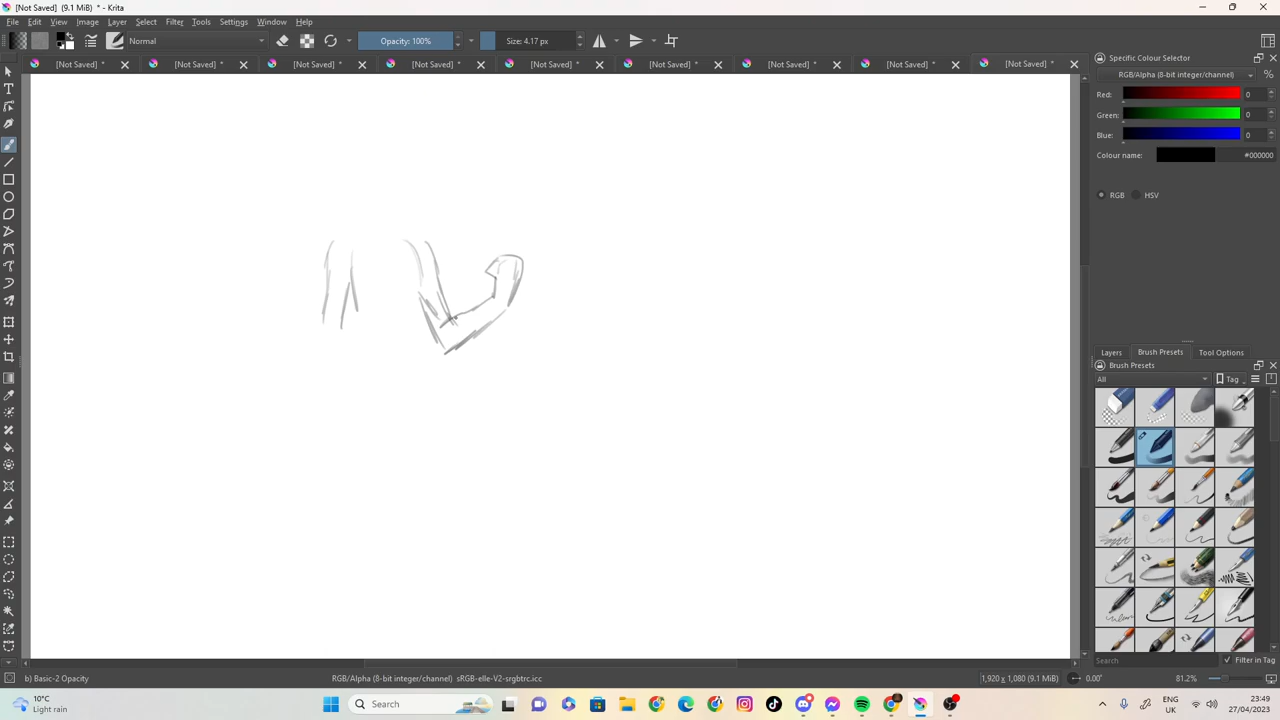 [Not Saved] (9.1 MiB) * - Krita
File Edit View Image Layer Select Filter Tools Settings Window Help
Normal Opacity: 100% Size: 4.17 px
[Not Saved] * [Not Saved] * [Not Saved] * [Not Saved] * [Not Saved] * [Not Saved] * [Not Saved] * [Not Saved] * [Not Saved] *
Specific Colour Selector
RGB/Alpha (8-bit integer/channel) %
Red: 0
Green: 0
Blue: 0
Colour name: #000000
RGB HSV
Layers Brush Presets Tool Options
Brush Presets
All Tag
Search Filter in Tag
b) Basic-2 Opacity RGB/Alpha (8-bit integer/channel) sRGB-elle-V2-srgbtrc.icc 1,920 x 1,080 (9.1 MiB) 0.00° 81.2%
10°C
Light rain
Search
ENG
UK
23:49
27/04/2023